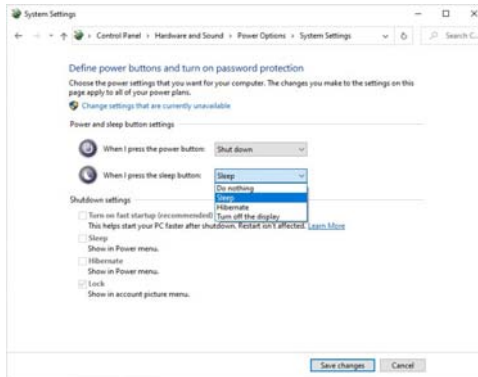 System Settings
Control Panel › Hardware and Sound › Power Options › System Settings
Search C...
Define power buttons and turn on password protection
Choose the power settings that you want for your computer. The changes you make to the settings on this
page apply to all of your power plans.
Change settings that are currently unavailable
Power and sleep button settings
When I press the power button: Shut down
When I press the sleep button: Sleep
Do nothing
Sleep
Hibernate
Turn off the display
Shutdown settings
Turn on fast startup (recommended)
This helps start your PC faster after shutdown. Restart isn't affected. Learn More
Sleep
Show in Power menu.
Hibernate
Show in Power menu.
Lock
Show in account picture menu.
Save changes Cancel